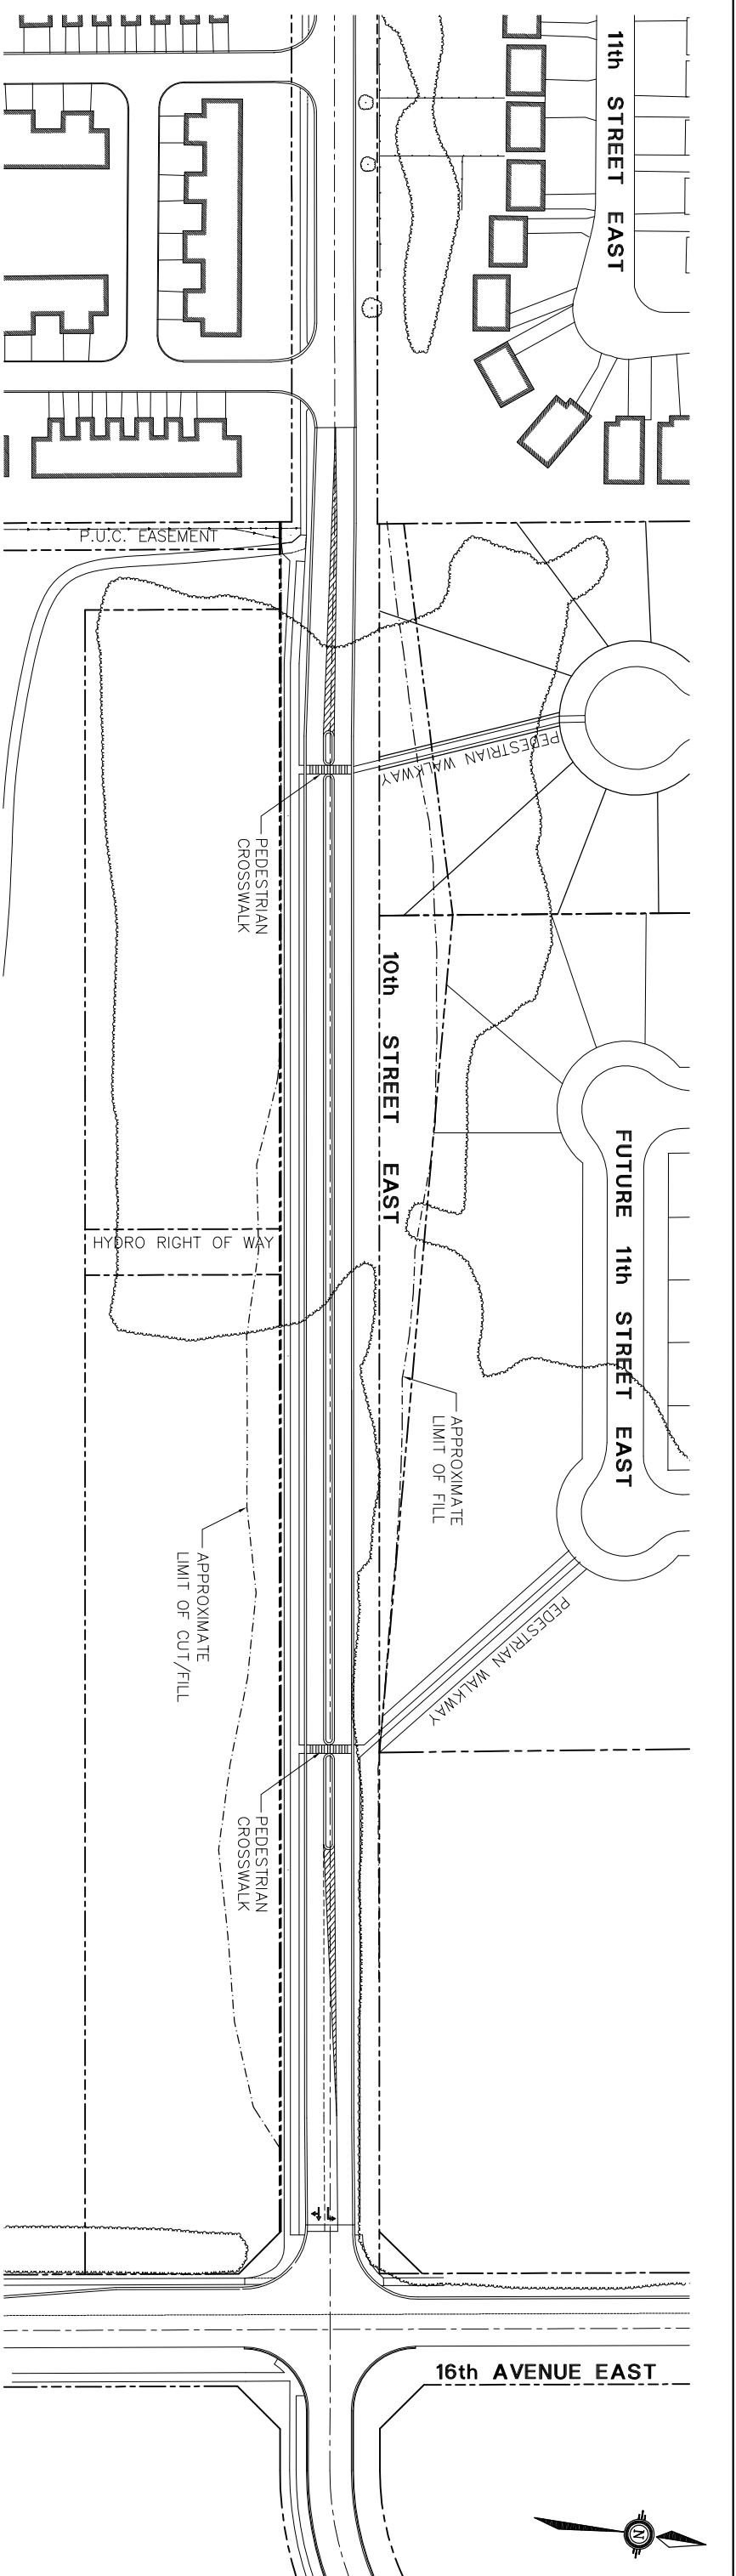 11th STREET EAST
P.U.C. EASEMENT
PEDESTRIAN WALKWAY
PEDESTRIAN
CROSSWALK
10th STREET EAST
FUTURE 11th STREET EAST
HYDRO RIGHT OF WAY
APPROXIMATE
LIMIT OF FILL
APPROXIMATE
LIMIT OF CUT/FILL
PEDESTRIAN WALKWAY
PEDESTRIAN
CROSSWALK
16th AVENUE EAST
N